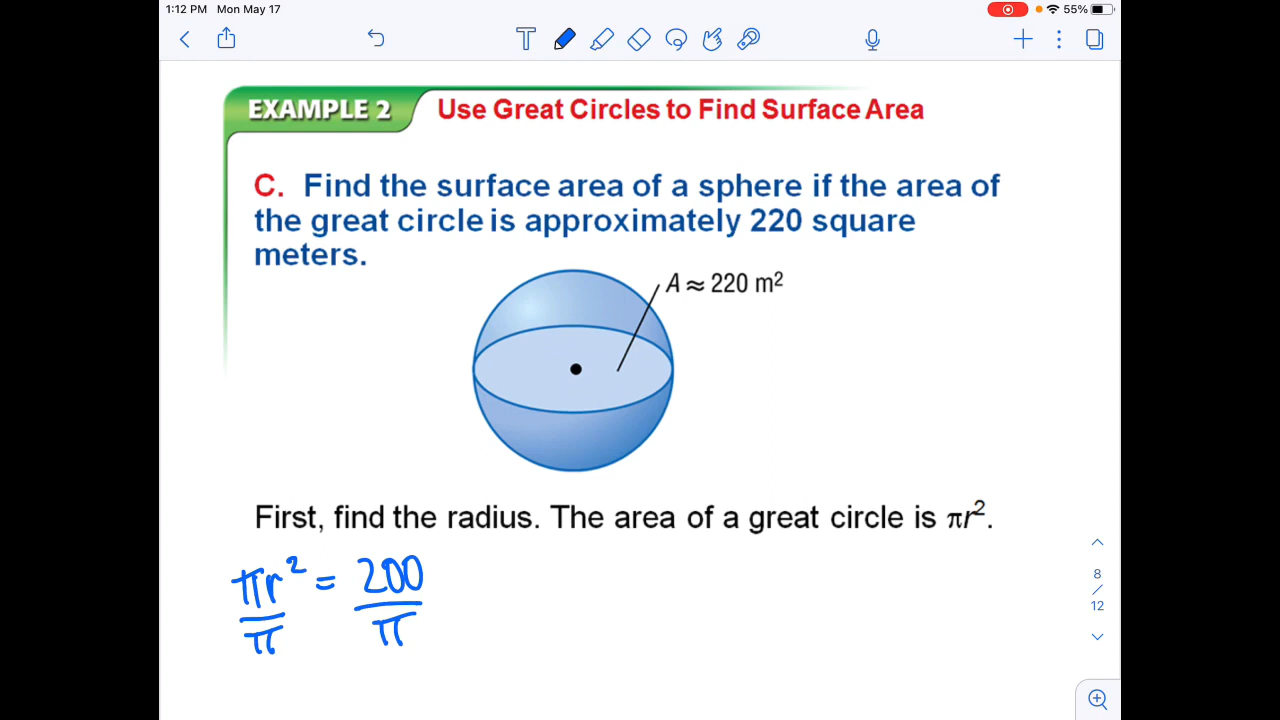 1:12 PM Mon May 17
55%
EXAMPLE 2 Use Great Circles to Find Surface Area
C. Find the surface area of a sphere if the area of
the great circle is approximately 220 square
meters.
A ≈ 220 m²
First, find the radius. The area of a great circle is πr².
πr² = 200
π π
8
/
12